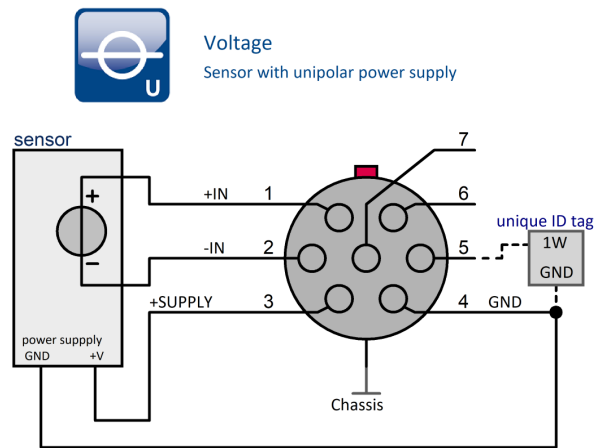 U
Voltage
Sensor with unipolar power supply
sensor
+
−
power suppply
GND +V
+IN 1
-IN 2
+SUPPLY 3
7
6
5
4 GND
unique ID tag
1W
GND
Chassis